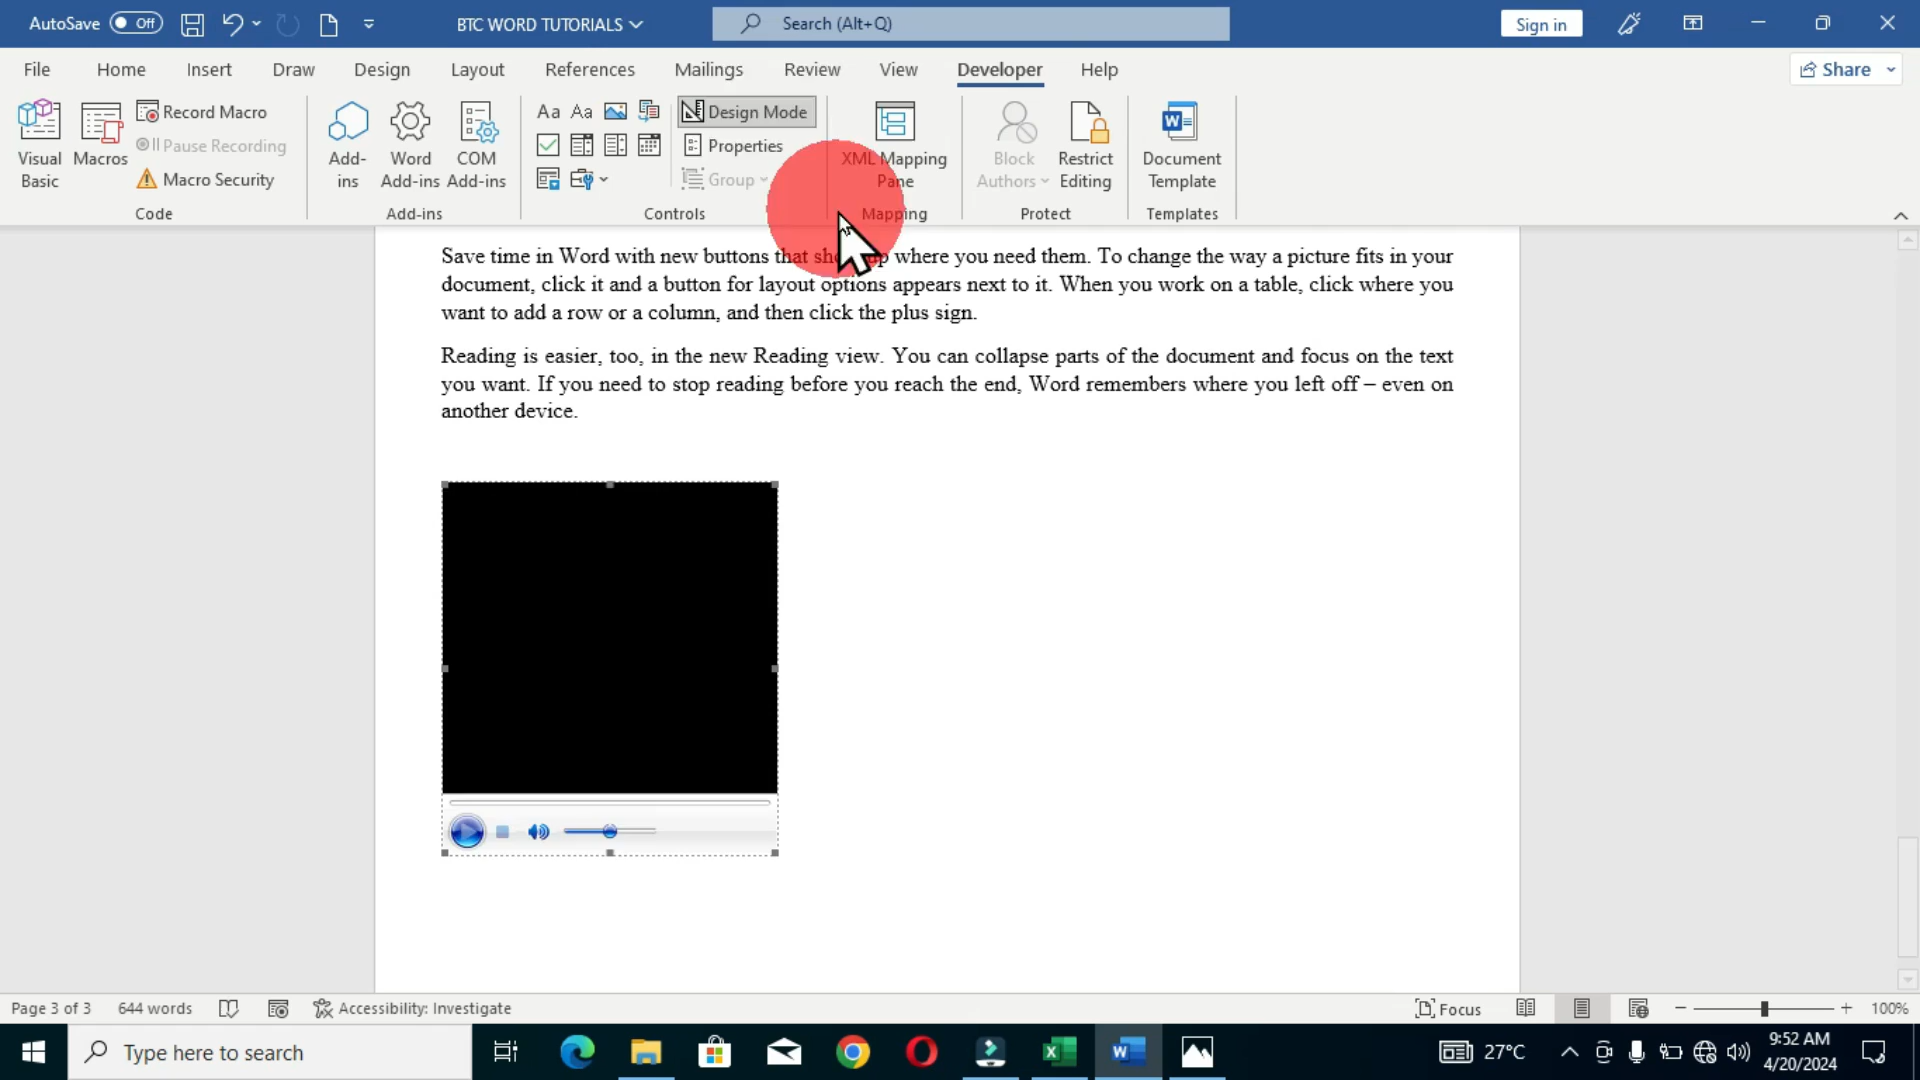 AutoSave Off BTC WORD TUTORIALS Search (Alt+Q) Sign in
File Home Insert Draw Design Layout References Mailings Review View Developer Help Share
Visual Basic
Macros
Record Macro
Pause Recording
Macro Security
Code
Add-ins
Word Add-ins
COM Add-ins
Add-ins
Aa Aa
Design Mode
Properties
Group
Controls
XML Mapping Pane
Mapping
Block Authors
Restrict Editing
Protect
Document Template
Templates
Save time in Word with new buttons that where you need them. To change the way a picture fits in your
document, click it and a button for layout options appears next to it. When you work on a table, click where you
want to add a row or a column, and then click the plus sign.
Reading is easier, too, in the new Reading view. You can collapse parts of the document and focus on the text
you want. If you need to stop reading before you reach the end, Word remembers where you left off – even on
another device.
Page 3 of 3 644 words Accessibility: Investigate Focus 100%
Type here to search 27°C 9:52 AM
4/20/2024